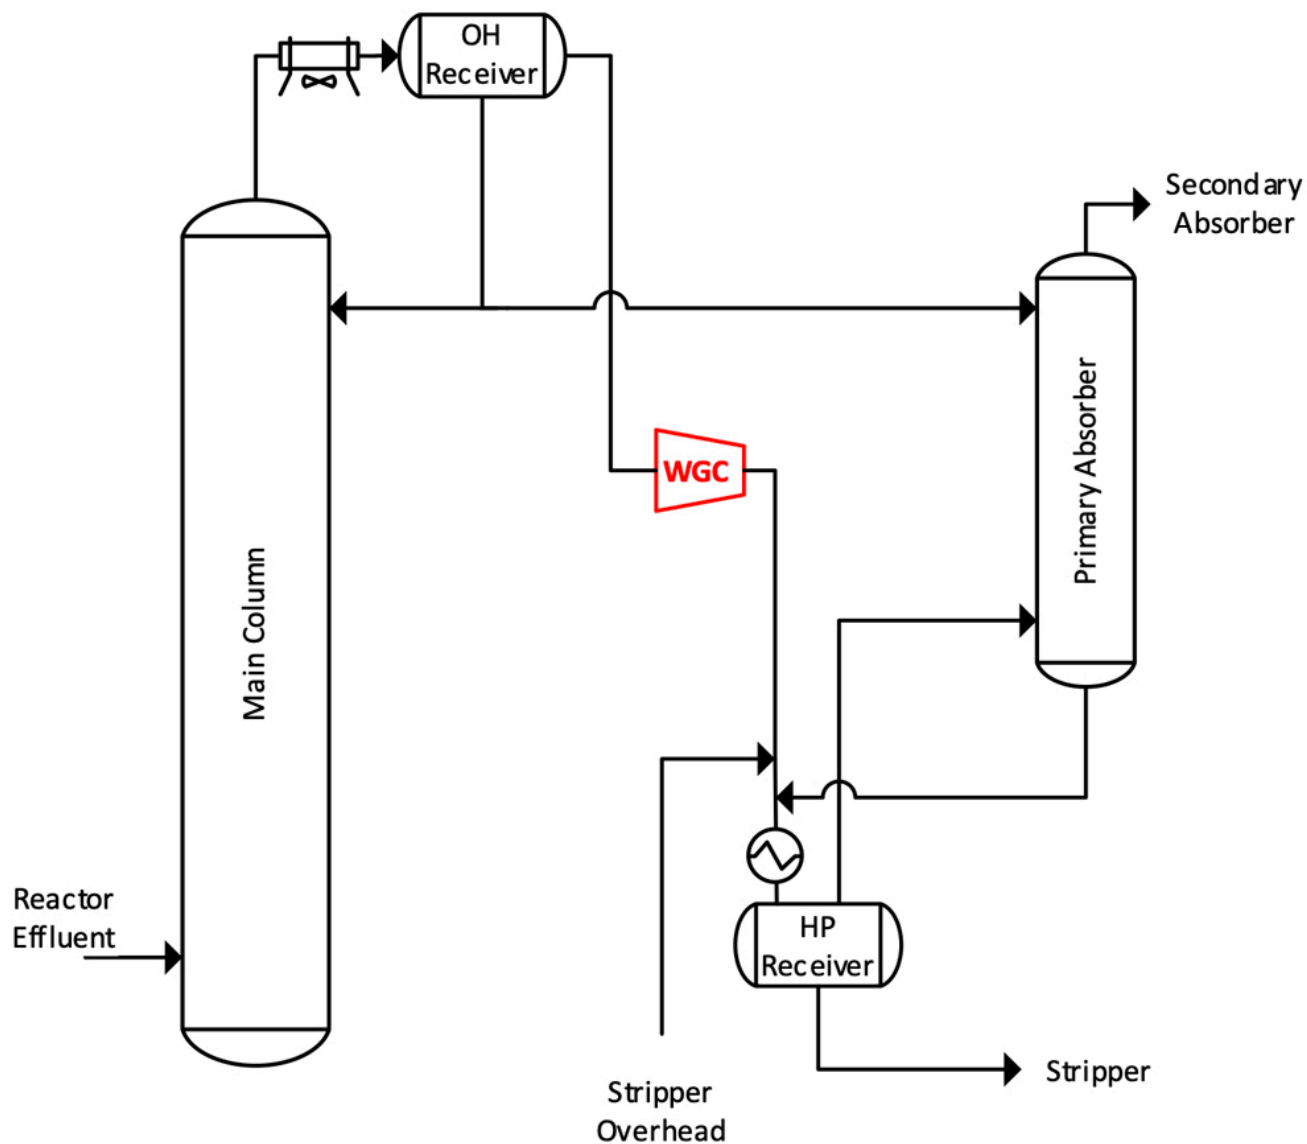 OH
Receiver
Secondary
Absorber
Primary Absorber
WGC
Main Column
Reactor
Effluent
HP
Receiver
Stripper
Stripper
Overhead